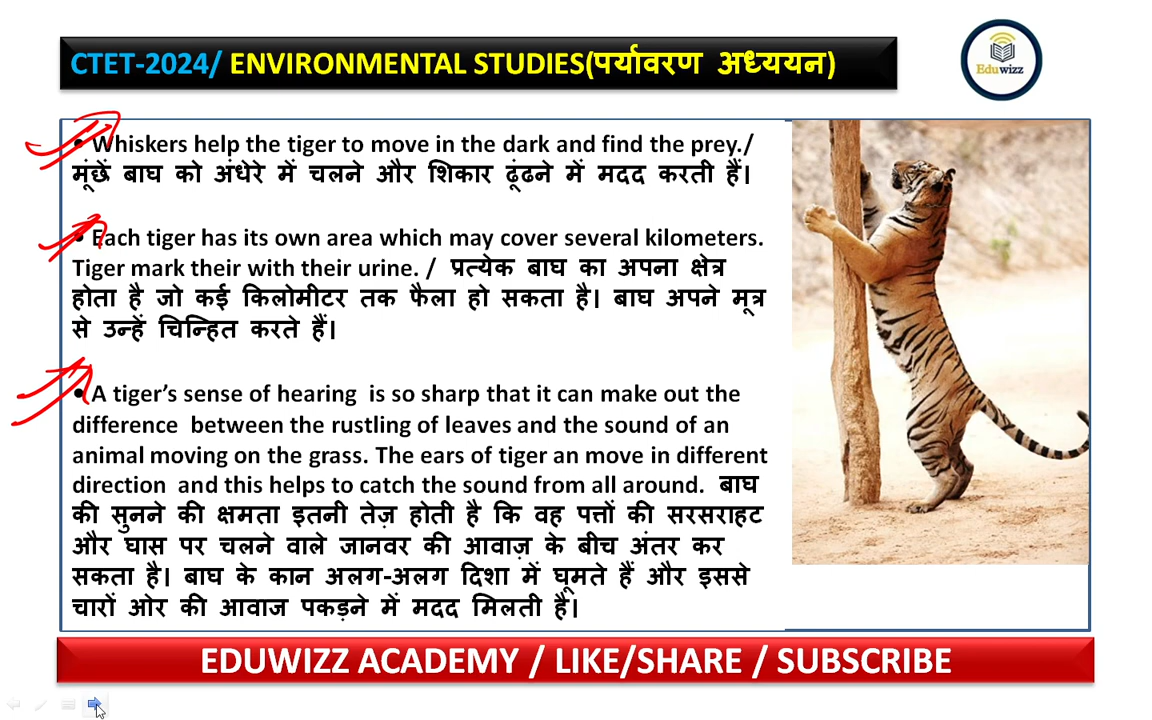 CTET-2024/ ENVIRONMENTAL STUDIES(पर्यावरण अध्ययन)
Eduwizz
• Whiskers help the tiger to move in the dark and find the prey./
मूंछें बाघ को अंधेरे में चलने और शिकार ढूंढने में मदद करती हैं।
• Each tiger has its own area which may cover several kilometers.
Tiger mark their with their urine. / प्रत्येक बाघ का अपना क्षेत्र
होता है जो कई किलोमीटर तक फैला हो सकता है। बाघ अपने मूत्र
से उन्हें चिन्हित करते हैं।
• A tiger’s sense of hearing is so sharp that it can make out the
difference between the rustling of leaves and the sound of an
animal moving on the grass. The ears of tiger an move in different
direction and this helps to catch the sound from all around. बाघ
की सुनने की क्षमता इतनी तेज़ होती है कि वह पत्तों की सरसराहट
और घास पर चलने वाले जानवर की आवाज़ के बीच अंतर कर
सकता है। बाघ के कान अलग-अलग दिशा में घूमते हैं और इससे
चारों ओर की आवाज पकड़ने में मदद मिलती है।
EDUWIZZ ACADEMY / LIKE/SHARE / SUBSCRIBE